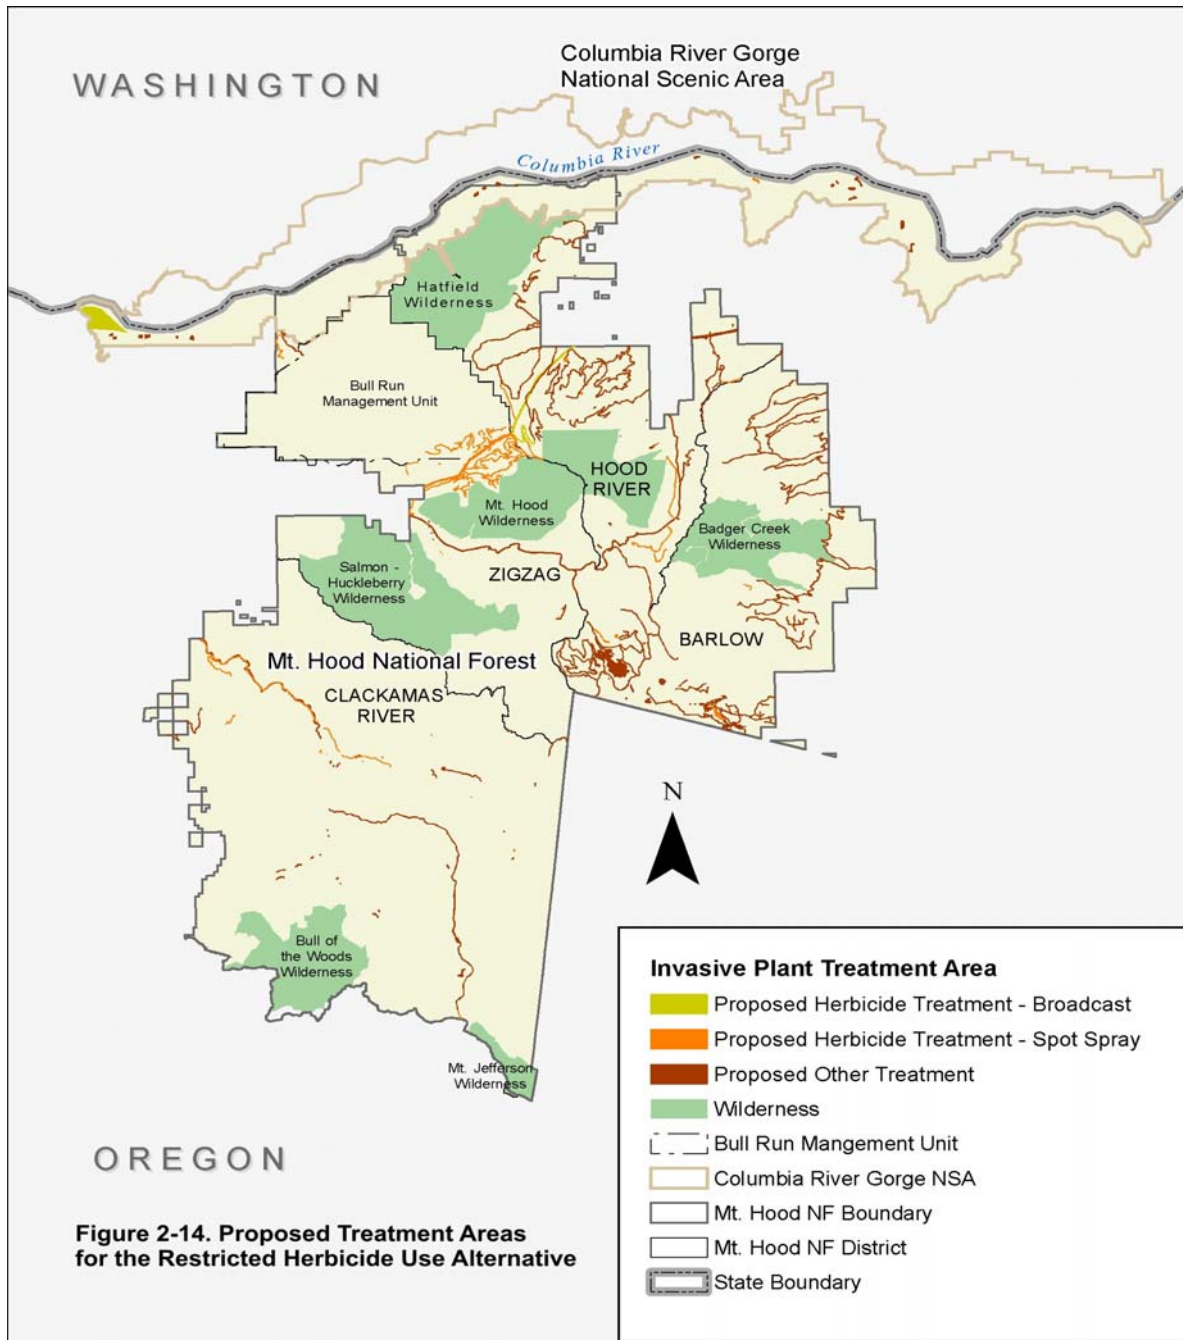 Columbia River Gorge
National Scenic Area
WASHINGTON
Columbia River
Hatfield
Wilderness
Bull Run
Management Unit
HOOD
RIVER
Mt. Hood
Wilderness
Badger Creek
Wilderness
Salmon -
Huckleberry
Wilderness
ZIGZAG
BARLOW
Mt. Hood National Forest
CLACKAMAS
RIVER
N
Bull of
the Woods
Wilderness
Mt. Jefferson
Wilderness
OREGON
Figure 2-14. Proposed Treatment Areas
for the Restricted Herbicide Use Alternative
Invasive Plant Treatment Area
Proposed Herbicide Treatment - Broadcast
Proposed Herbicide Treatment - Spot Spray
Proposed Other Treatment
Wilderness
Bull Run Mangement Unit
Columbia River Gorge NSA
Mt. Hood NF Boundary
Mt. Hood NF District
State Boundary